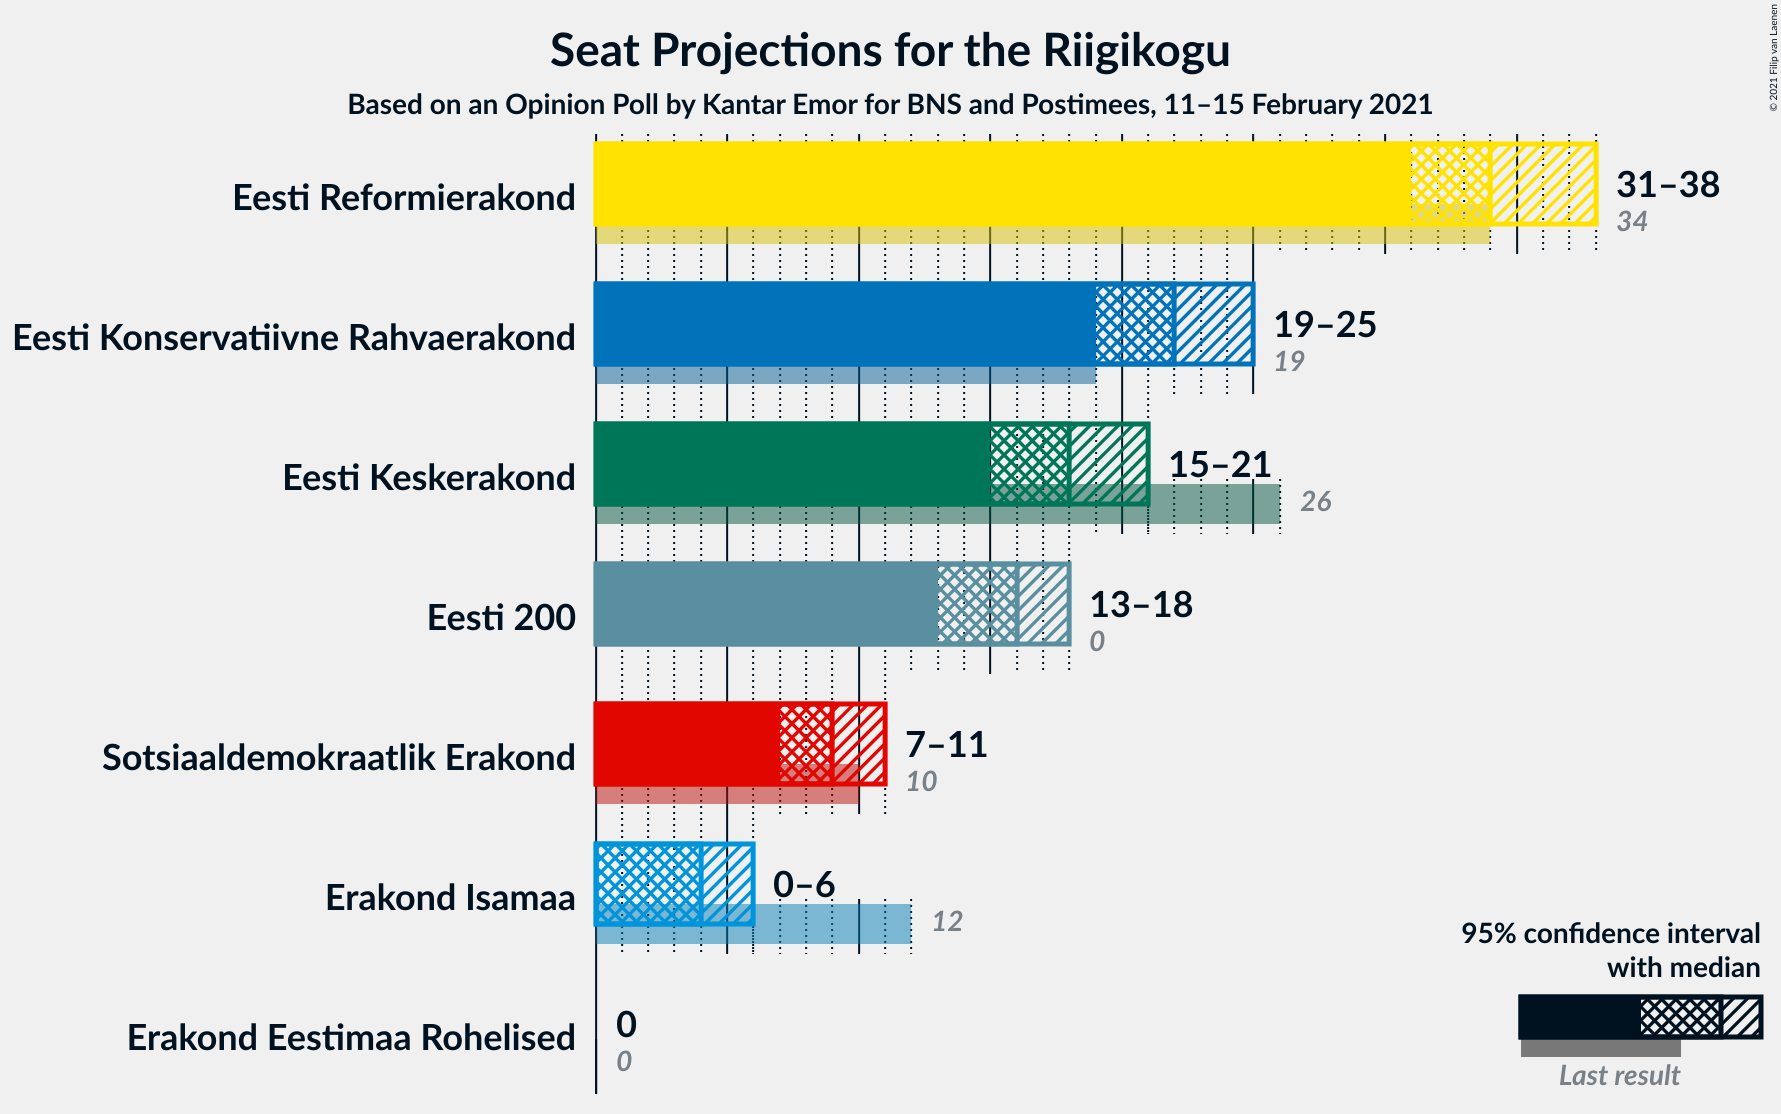 Seat Projections for the Riigikogu
Based on an Opinion Poll by Kantar Emor for BNS and Postimees, 11–15 February 2021
© 2021 Filip van Laenen
Eesti Reformierakond
31–38
34
Eesti Konservatiivne Rahvaerakond
19–25
19
Eesti Keskerakond
15–21
26
Eesti 200
13–18
0
Sotsiaaldemokraatlik Erakond
7–11
10
Erakond Isamaa
0–6
12
Erakond Eestimaa Rohelised
0
0
95% confidence interval
with median
Last result